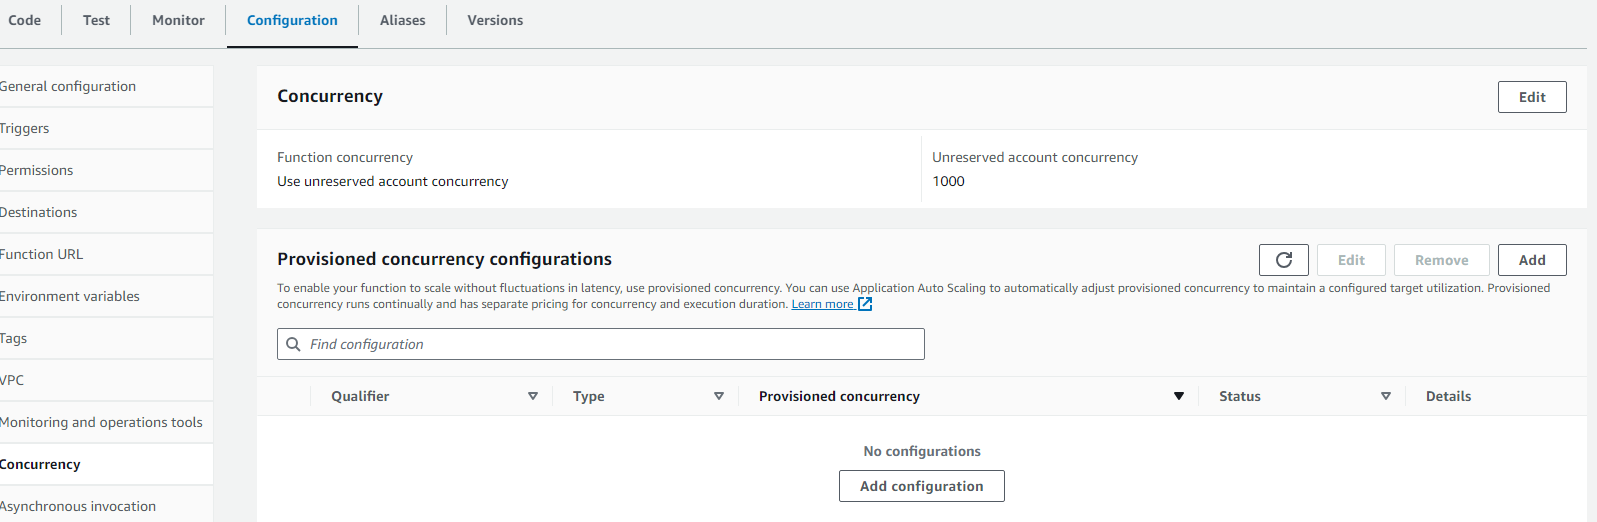 Code Test Monitor Configuration Aliases Versions
General configuration
Triggers
Permissions
Destinations
Function URL
Environment variables
Tags
VPC
Monitoring and operations tools
Concurrency
Asynchronous invocation
Concurrency
Edit
Function concurrency
Use unreserved account concurrency
Unreserved account concurrency
1000
Provisioned concurrency configurations
Edit Remove Add
To enable your function to scale without fluctuations in latency, use provisioned concurrency. You can use Application Auto Scaling to automatically adjust provisioned concurrency to maintain a configured target utilization. Provisioned
concurrency runs continually and has separate pricing for concurrency and execution duration. Learn more
Find configuration
Qualifier Type Provisioned concurrency Status Details
No configurations
Add configuration